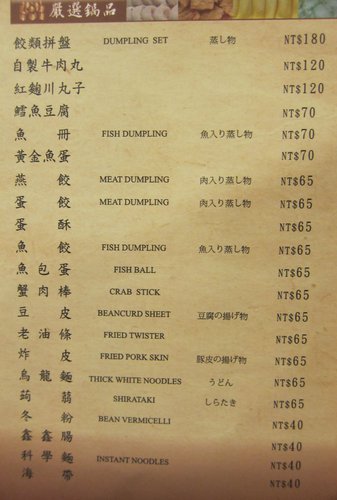 嚴選鍋品
餃類拼盤 DUMPLING SET 蒸し物 NT$180
自製牛肉丸 NT$120
紅麴川丸子 NT$120
鱈魚豆腐 NT$70
魚冊 FISH DUMPLING 魚入り蒸し物 NT$70
黃金魚蛋 NT$70
燕餃 MEAT DUMPLING 肉入り蒸し物 NT$65
蛋餃 MEAT DUMPLING 肉入り蒸し物 NT$65
蛋酥 NT$65
魚餃 FISH DUMPLING 魚入り蒸し物 NT$65
魚包蛋 FISH BALL NT$65
蟹肉棒 CRAB STICK NT$65
豆皮 BEANCURD SHEET 豆腐の揚げ物 NT$65
老油條 FRIED TWISTER NT$65
炸皮 FRIED PORK SKIN 豚皮の揚げ物 NT$65
烏龍麵 THICK WHITE NOODLES うどん NT$65
蒟蒻 SHIRATAKI しらたき NT$65
冬粉 BEAN VERMICELLI NT$40
鑫鑫腸 NT$40
科學麵 INSTANT NOODLES NT$40
海帶 NT$40